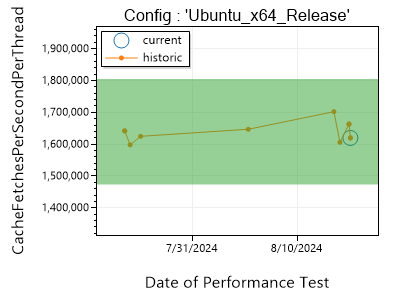 Config : 'Ubuntu_x64_Release'
CacheFetchesPerSecondPerThread
current
historic
1,900,000
1,800,000
1,700,000
1,600,000
1,500,000
1,400,000
7/31/2024
8/10/2024
Date of Performance Test